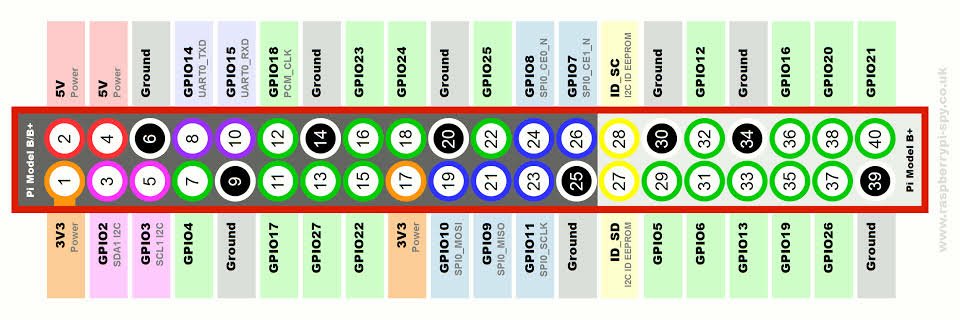 Pi Model B/B+
3V3 1 2 5V
Power Power
GPIO2 3 4 5V
SDA1 I2C Power
GPIO3 5 6 Ground
SCL1 I2C
GPIO4 7 8 GPIO14
UART0_TXD
Ground 9 10 GPIO15
UART0_RXD
GPIO17 11 12 GPIO18
PCM_CLK
GPIO27 13 14 Ground
GPIO22 15 16 GPIO23
3V3 17 18 GPIO24
Power
GPIO10 19 20 Ground
SPI0_MOSI
GPIO9 21 22 GPIO25
SPI0_MISO
GPIO11 23 24 GPIO8
SPI0_SCLK SPI0_CE0_N
Ground 25 26 GPIO7
SPI0_CE1_N
ID_SD 27 28 ID_SC
I2C ID EEPROM I2C ID EEPROM
GPIO5 29 30 Ground
GPIO6 31 32 GPIO12
GPIO13 33 34 Ground
GPIO19 35 36 GPIO16
GPIO26 37 38 GPIO20
Ground 39 40 GPIO21
Pi Model B+
www.raspberrypi-spy.co.uk